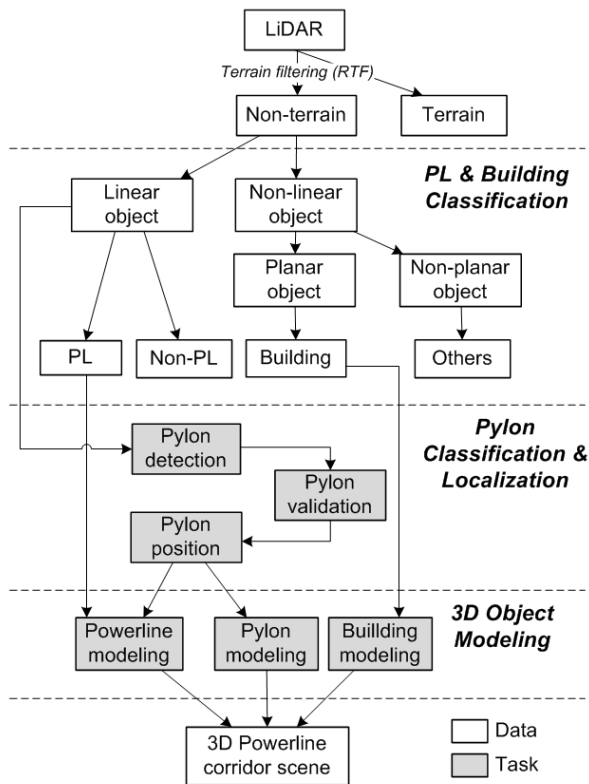 LiDAR
Terrain filtering (RTF)
Non-terrain
Terrain
PL & Building
Classification
Linear
object
Non-linear
object
Planar
object
Non-planar
object
PL
Non-PL
Building
Others
Pylon
Classification &
Localization
Pylon
detection
Pylon
validation
Pylon
position
3D Object
Modeling
Powerline
modeling
Pylon
modeling
Buillding
modeling
3D Powerline
corridor scene
Data
Task